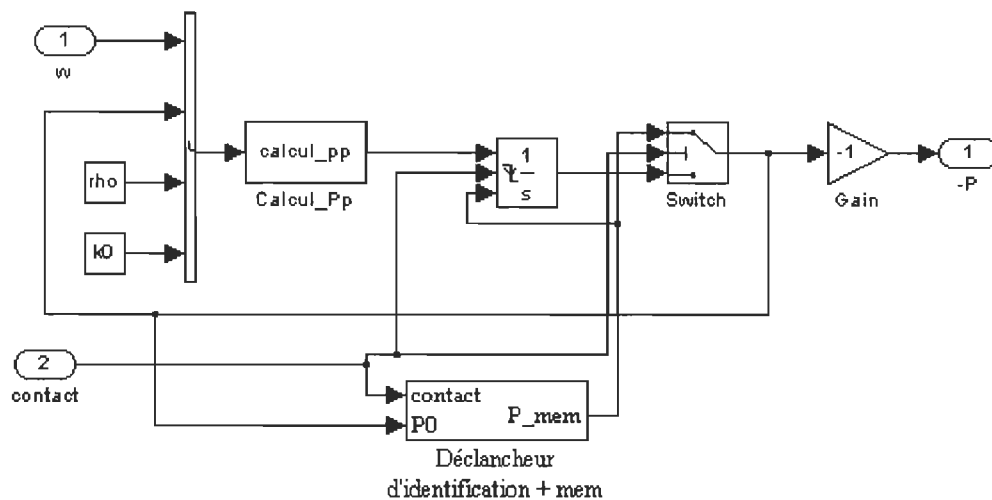 1
w
rho
k0
calcul_pp
Calcul_Pp
1
s
Switch
-1
Gain
1
-P
2
contact
contact
P0
P_mem
Déclancheur
d'identification + mem